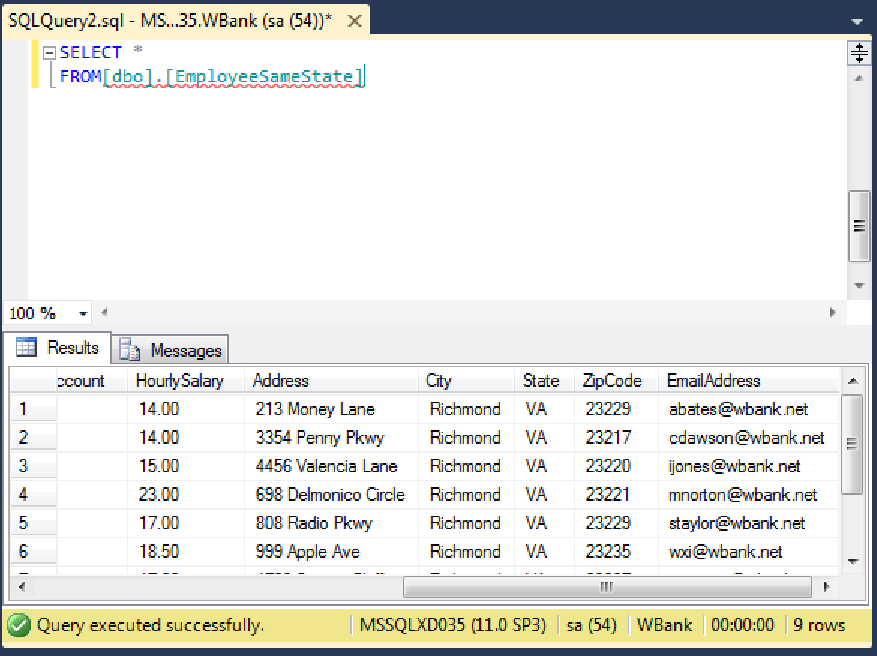 SQLQuery2.sql - MS...35.WBank (sa (54))*
SELECT *
FROM[dbo].[EmployeeSameState]
100 %
Results Messages
ccount HourlySalary Address City State ZipCode EmailAddress
1 14.00 213 Money Lane Richmond VA 23229 abates@wbank.net
2 14.00 3354 Penny Pkwy Richmond VA 23217 cdawson@wbank.net
3 15.00 4456 Valencia Lane Richmond VA 23220 ijones@wbank.net
4 23.00 698 Delmonico Circle Richmond VA 23221 mnorton@wbank.net
5 17.00 808 Radio Pkwy Richmond VA 23229 staylor@wbank.net
6 18.50 999 Apple Ave Richmond VA 23235 wxi@wbank.net
Query executed successfully. MSSQLXD035 (11.0 SP3) sa (54) WBank 00:00:00 9 rows